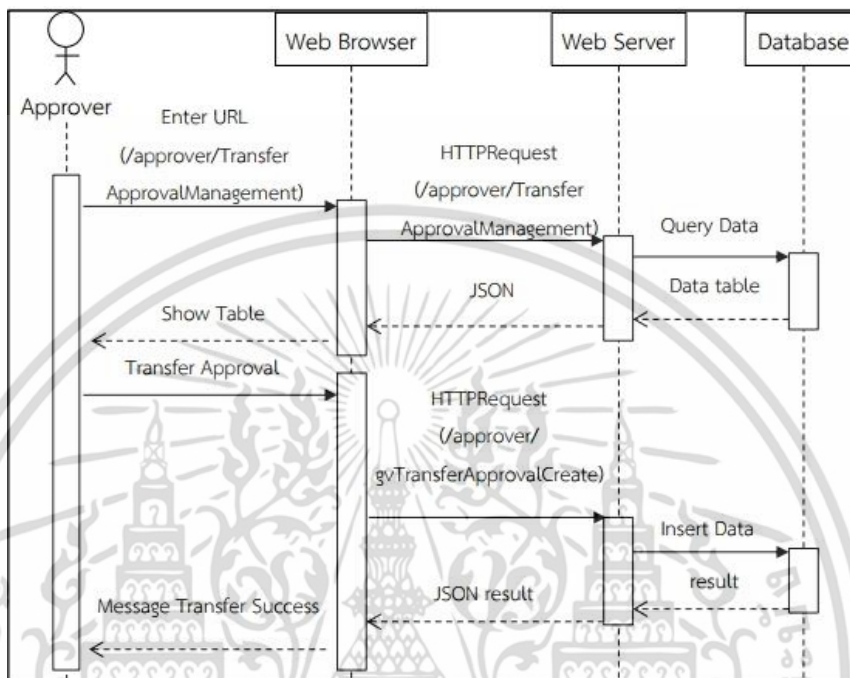 Web Browser
Web Server
Database
Approver
Enter URL
(/approver/Transfer
ApprovalManagement)
HTTPRequest
(/approver/Transfer
ApprovalManagement)
Query Data
Data table
JSON
Show Table
Transfer Approval
HTTPRequest
(/approver/
gvTransferApprovalCreate)
Insert Data
result
JSON result
Message Transfer Success